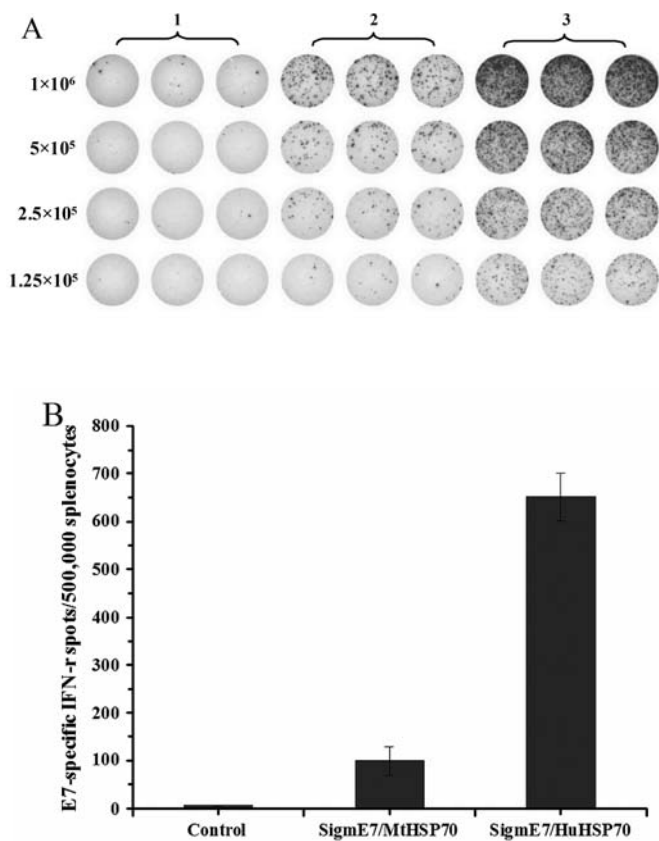 A
1 2 3
1×10⁶
5×10⁵
2.5×10⁵
1.25×10⁵
B
E7-specific IFN-r spots/500,000 splenocytes
800
700
600
500
400
300
200
100
0
Control SigmE7/MtHSP70 SigmE7/HuHSP70